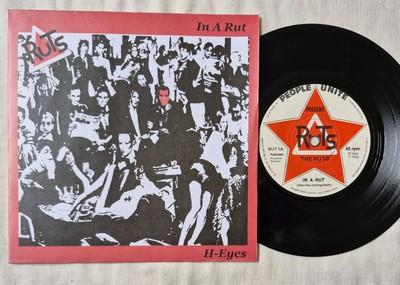 In A Rut
RUTS
H-Eyes
PEOPLE UNITE
PRESENT
RUTS
THE RUTS
RUT 1A
45 rpm
IN A RUT